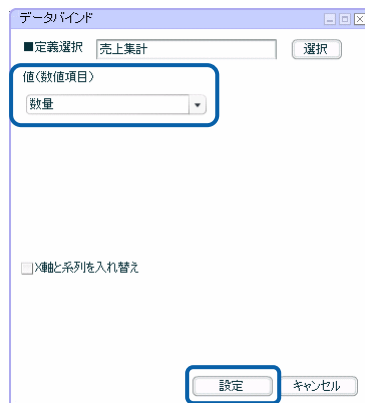 データバインド
■定義選択 売上集計 選択
値(数値項目)
数量
X軸と系列を入れ替え
設定 キャンセル